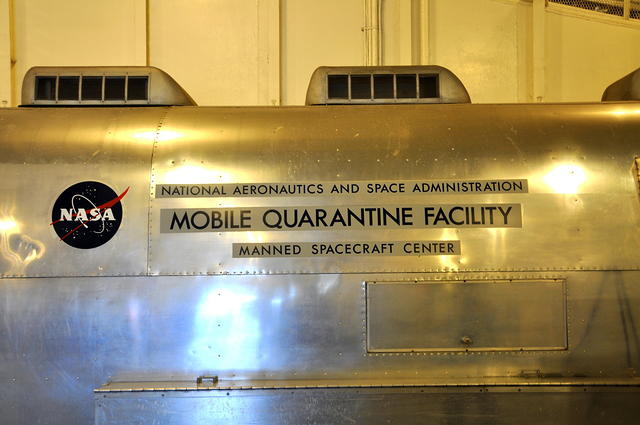 NASA
NATIONAL AERONAUTICS AND SPACE ADMINISTRATION
MOBILE QUARANTINE FACILITY
MANNED SPACECRAFT CENTER